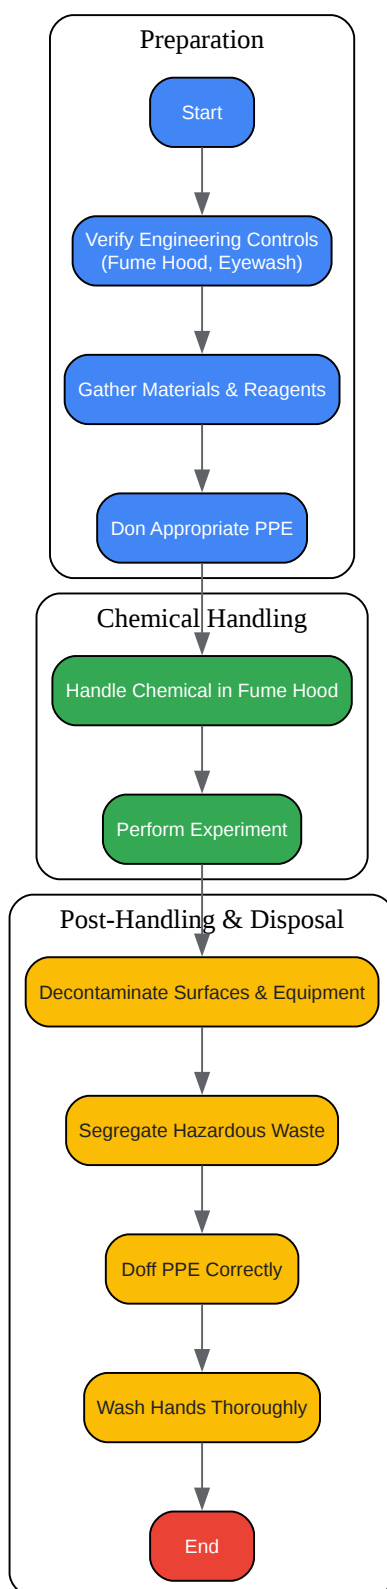 Preparation
Start
Verify Engineering Controls
(Fume Hood, Eyewash)
Gather Materials & Reagents
Don Appropriate PPE
Chemical Handling
Handle Chemical in Fume Hood
Perform Experiment
Post-Handling & Disposal
Decontaminate Surfaces & Equipment
Segregate Hazardous Waste
Doff PPE Correctly
Wash Hands Thoroughly
End